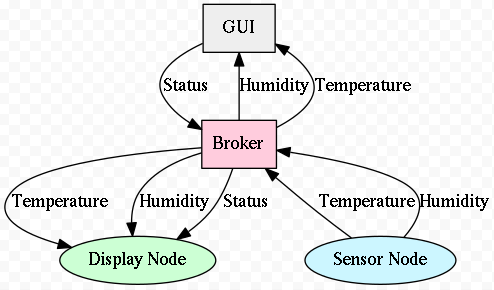 GUI
Status
Humidity
Temperature
Broker
Temperature
Humidity
Status
Temperature
Humidity
Display Node
Sensor Node